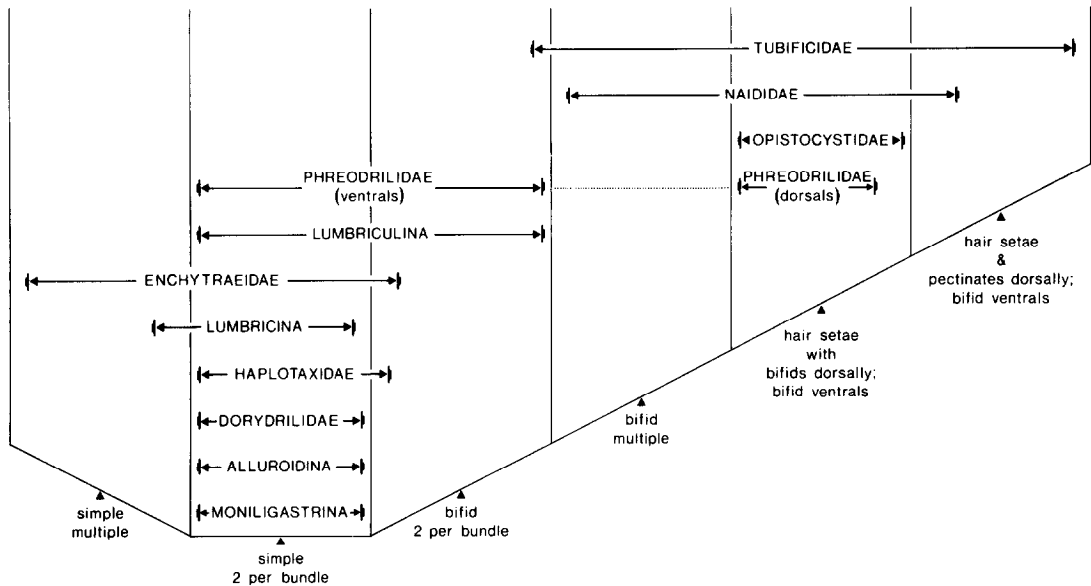 TUBIFICIDAE
NAIDIDAE
OPISTOCYSTIDAE
PHREODRILIDAE
(ventrals)
PHREODRILIDAE
(dorsals)
LUMBRICULINA
ENCHYTRAEIDAE
LUMBRICINA
HAPLOTAXIDAE
DORYDRILIDAE
ALLUROIDINA
MONILIGASTRINA
simple
multiple
simple
2 per bundle
bifid
2 per bundle
bifid
multiple
hair setae
with
bifids dorsally;
bifid ventrals
hair setae
&
pectinates dorsally;
bifid ventrals